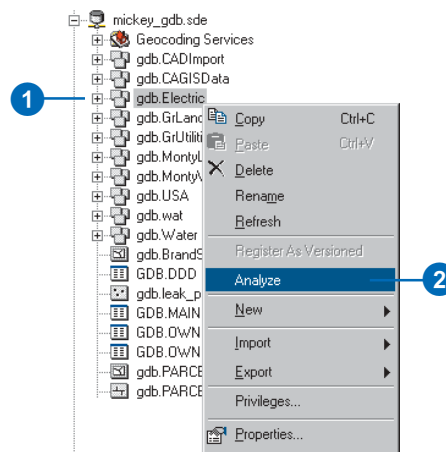 mickey_gdb.sde
Geocoding Services
gdb.CADImport
gdb.CAGISData
1
gdb.Electric
gdb.GrLand
Copy Ctrl+C
gdb.GrUtiliti
Paste Ctrl+V
gdb.MontyL
Delete
gdb.Monty
Rename
gdb.USA
Refresh
gdb.wat
gdb.Water
Register As Versioned
gdb.BrandS
Analyze
2
GDB.DDD
gdb.leak_p
New
GDB.MAIN
Import
GDB.OWN
GDB.OWN
Export
gdb.PARCE
Privileges...
gdb.PARCE
Properties...